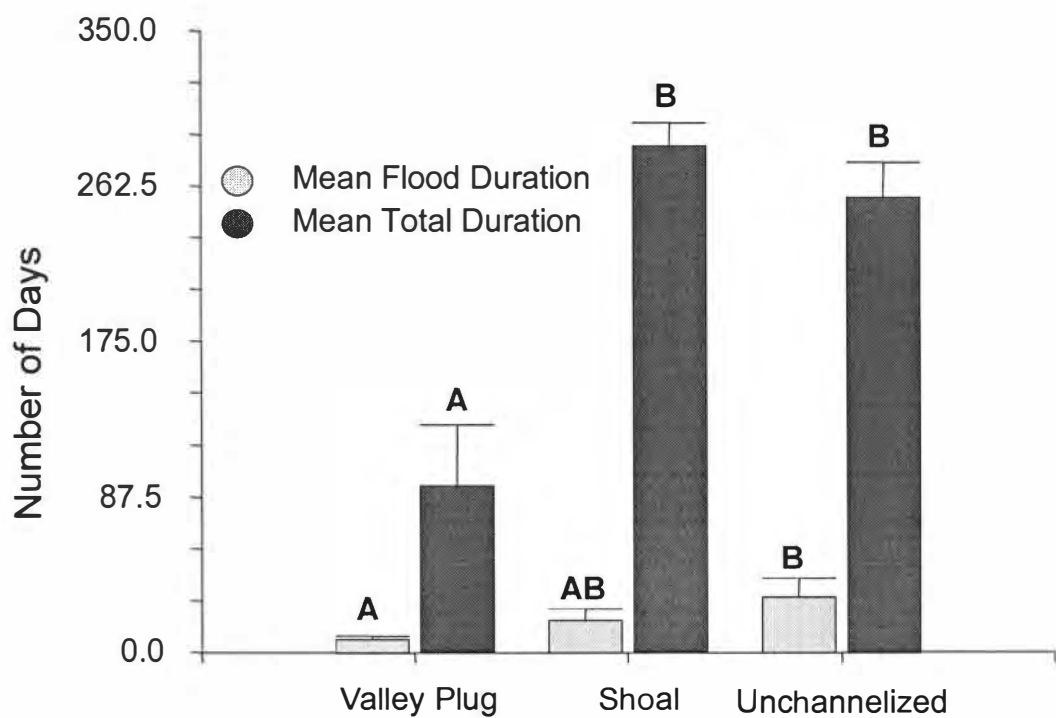 350.0
B
B
Mean Flood Duration
262.5
Mean Total Duration
Number of Days
175.0
A
87.5
B
AB
A
0.0
Valley Plug
Shoal
Unchannelized